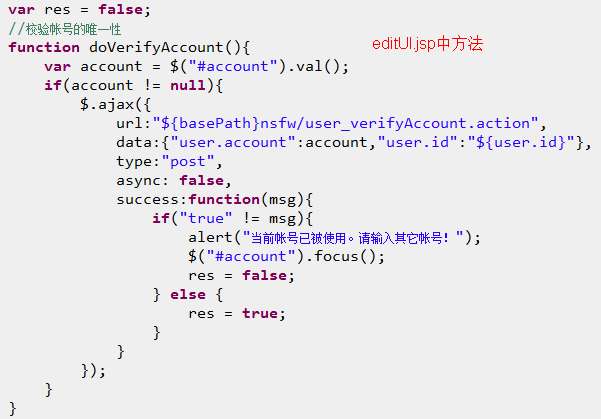 var res = false;
//校验帐号的唯一性
function doVerifyAccount(){
editUI.jsp中方法
    var account = $("#account").val();
    if(account != null){
        $.ajax({
            url:"${basePath}nsfw/user_verifyAccount.action",
            data:{"user.account":account,"user.id":"${user.id}"},
            type:"post",
            async: false,
            success:function(msg){
                if("true" != msg){
                    alert("当前帐号已被使用。请输入其它帐号! ");
                    $("#account").focus();
                    res = false;
                } else {
                    res = true;
                }
            }
        });
    }
}